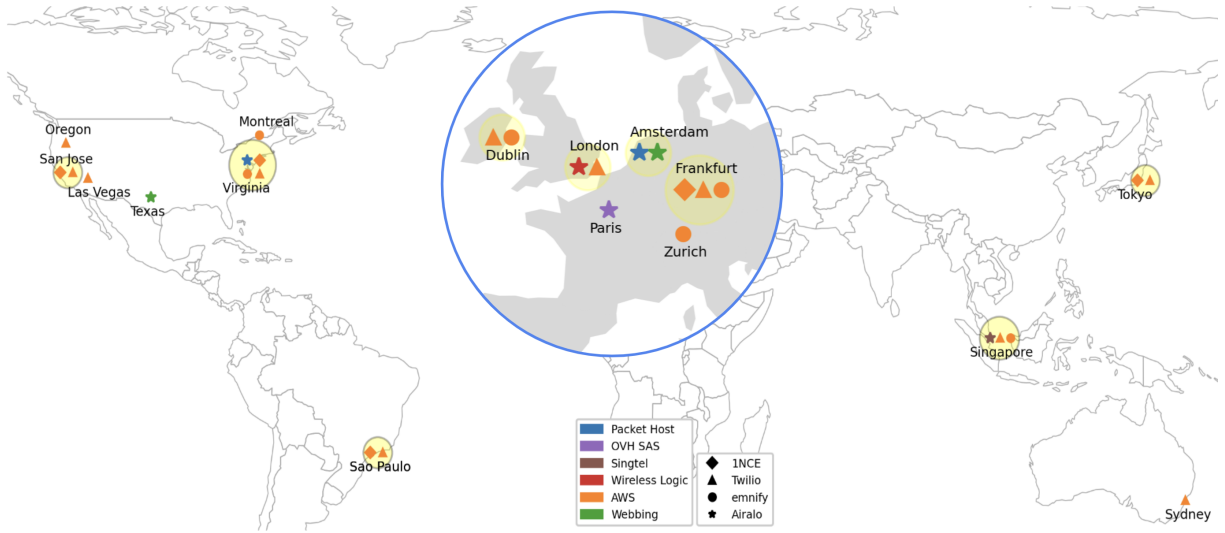 Oregon
San Jose
Las Vegas
Texas
Montreal
Virginia
Sao Paulo
Dublin
London
Amsterdam
Frankfurt
Paris
Zurich
Tokyo
Singapore
Sydney
Packet Host
OVH SAS
Singtel
Wireless Logic
AWS
Webbing
1NCE
Twilio
emnify
Airalo